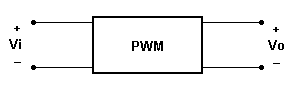 + +
Vi PWM Vo
– –